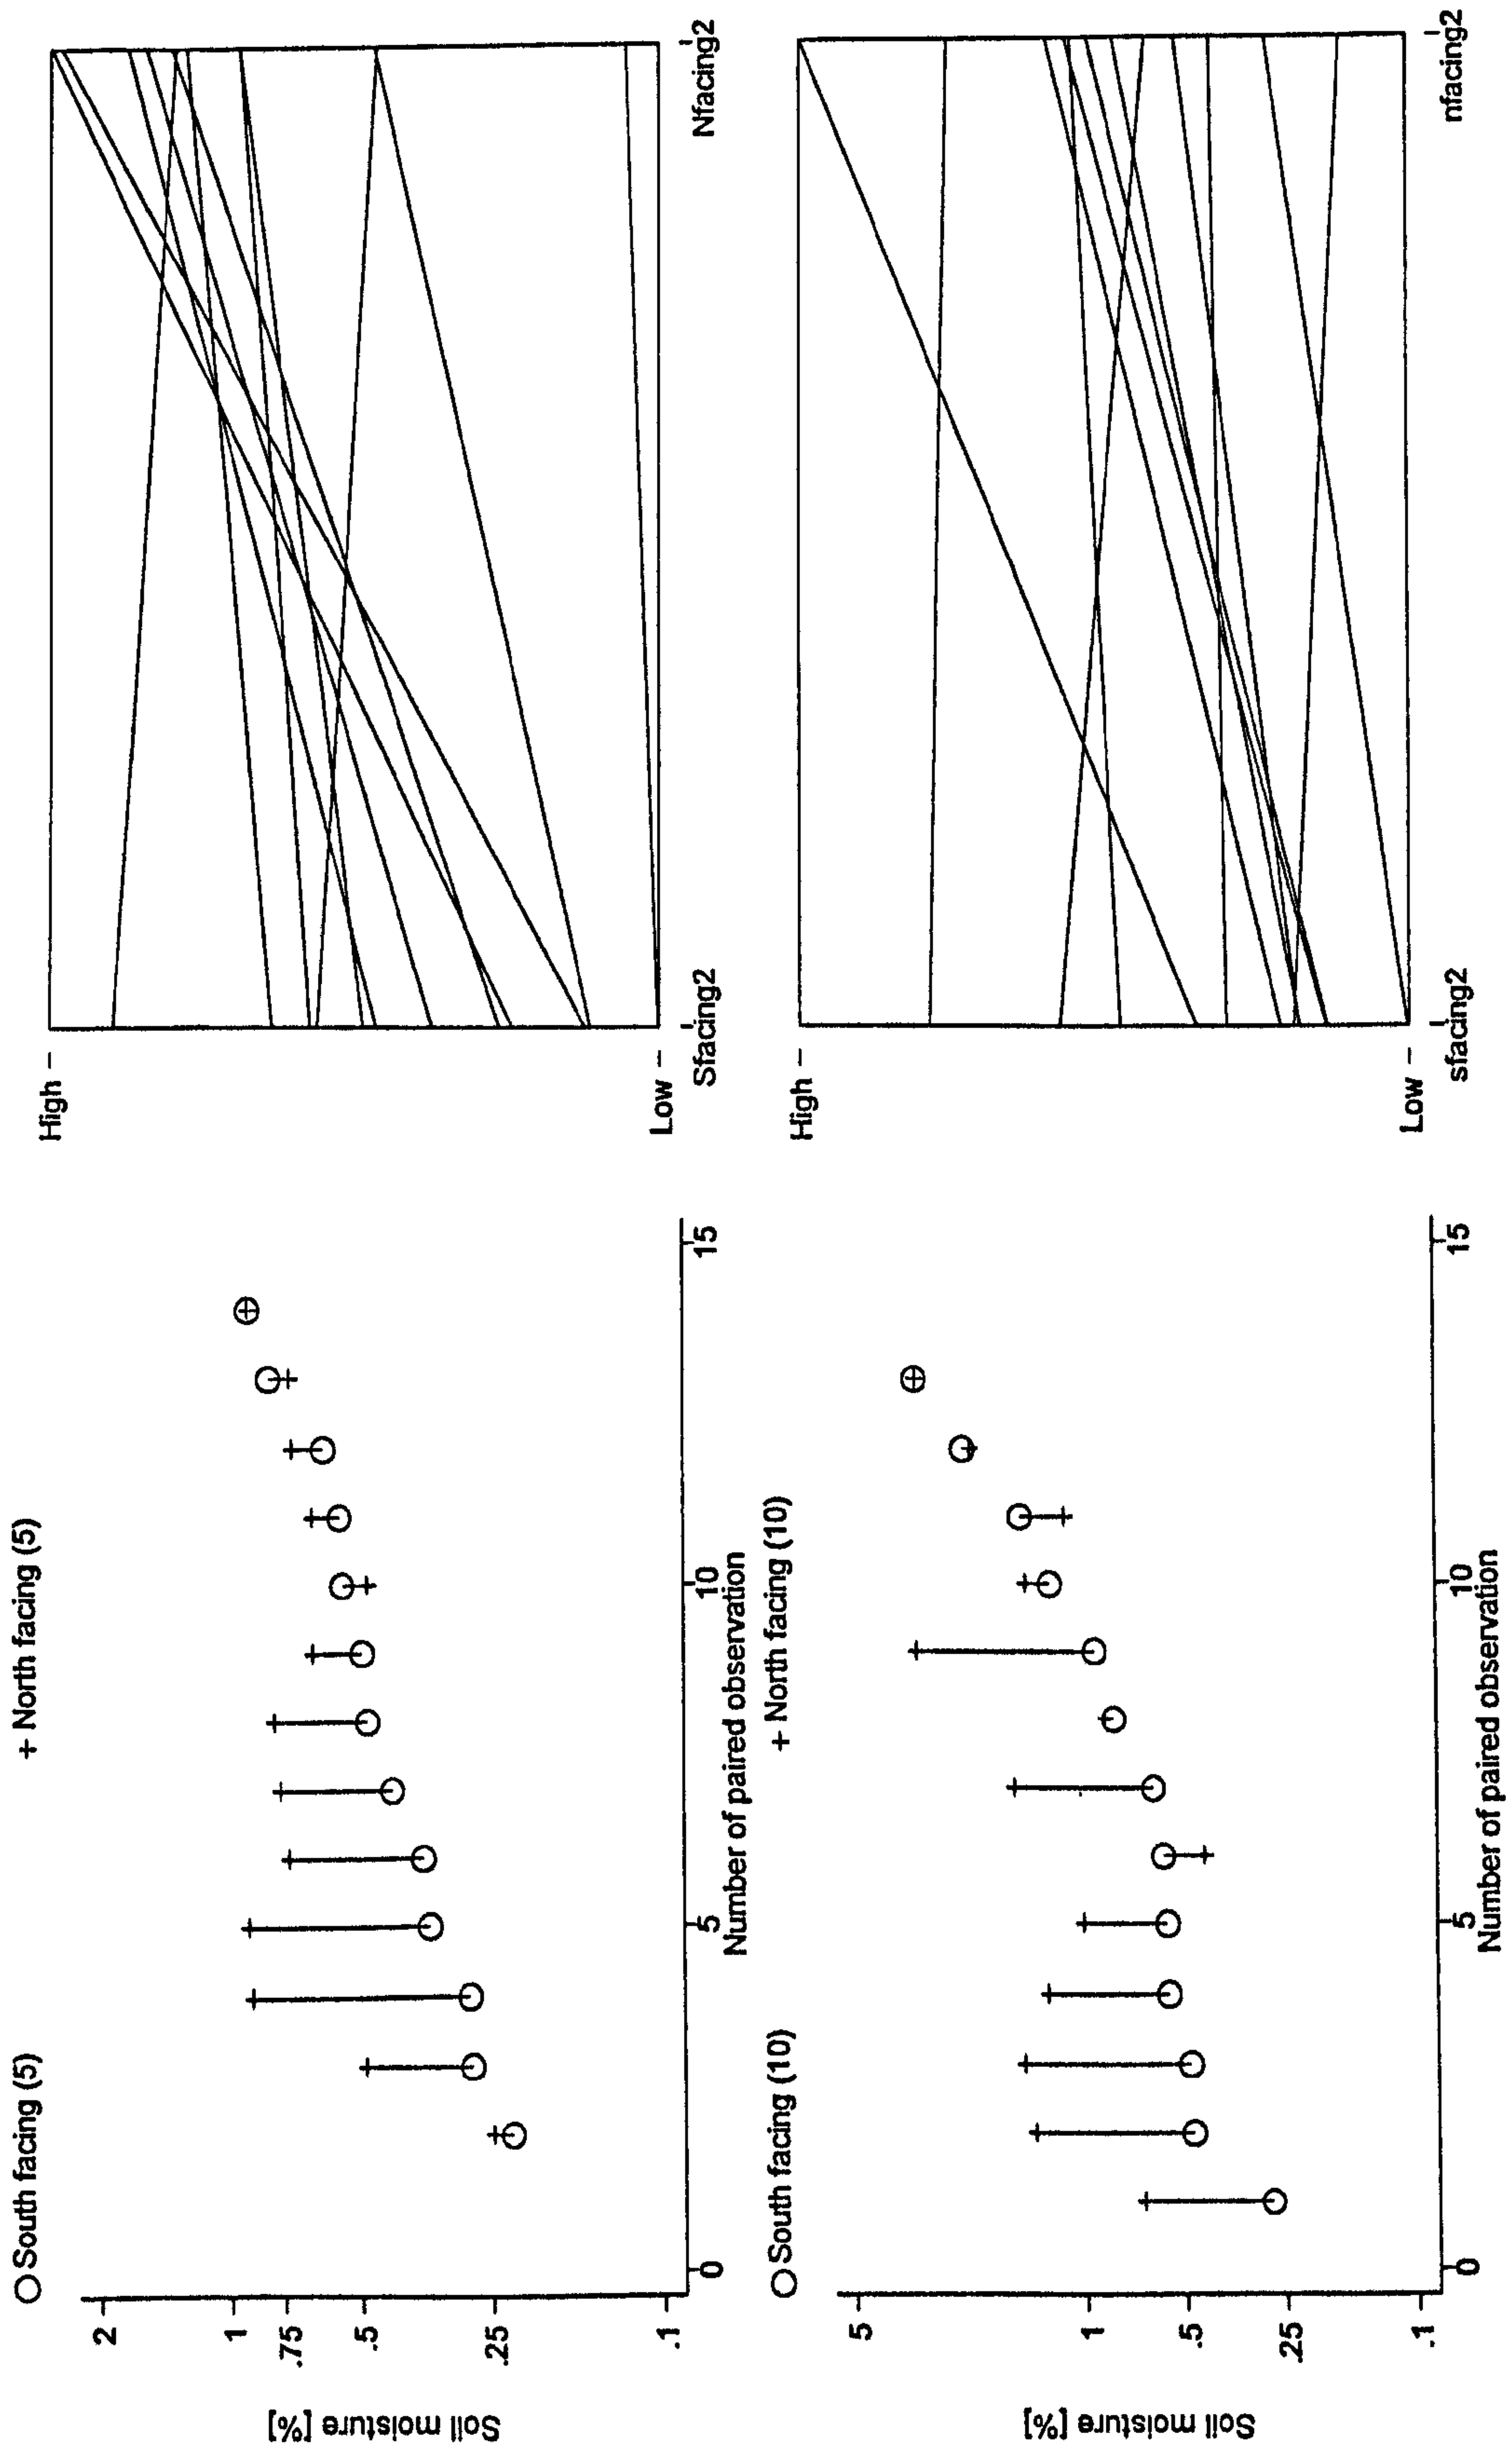 ○ South facing (5) + North facing (5)
Soil moisture [%]
2
1
.75
.5
.25
.1
0 5 10 15
Number of paired observation
High
Low
Sfacing2 Nfacing2
○ South facing (10) + North facing (10)
Soil moisture [%]
5
1
.5
.25
.1
0 5 10 15
Number of paired observation
High
Low
sfacing2 nfacing2